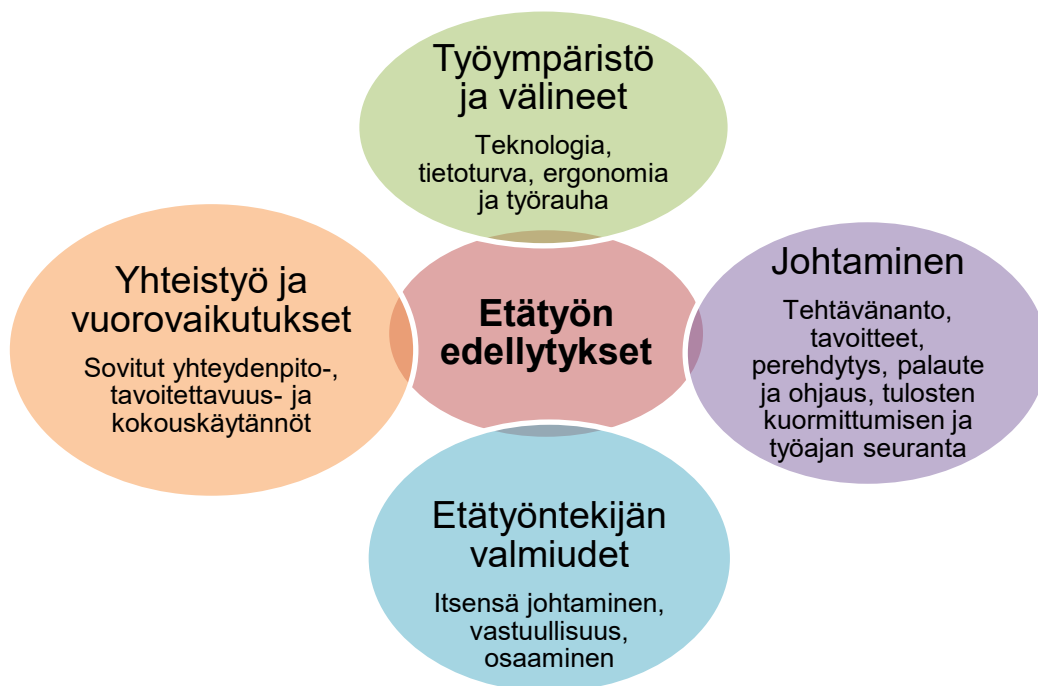 Työympäristö
ja välineet
Teknologia,
tietoturva, ergonomia
ja työrauha
Yhteistyö ja
vuorovaikutukset
Sovitut yhteydenpito-,
tavoitettavuus- ja
kokouskäytännöt
Etätyön
edellytykset
Johtaminen
Tehtävänanto,
tavoitteet,
perehdytys, palaute
ja ohjaus, tulosten
kuormittumisen ja
työajan seuranta
Etätyöntekijän
valmiudet
Itsensä johtaminen,
vastuullisuus,
osaaminen